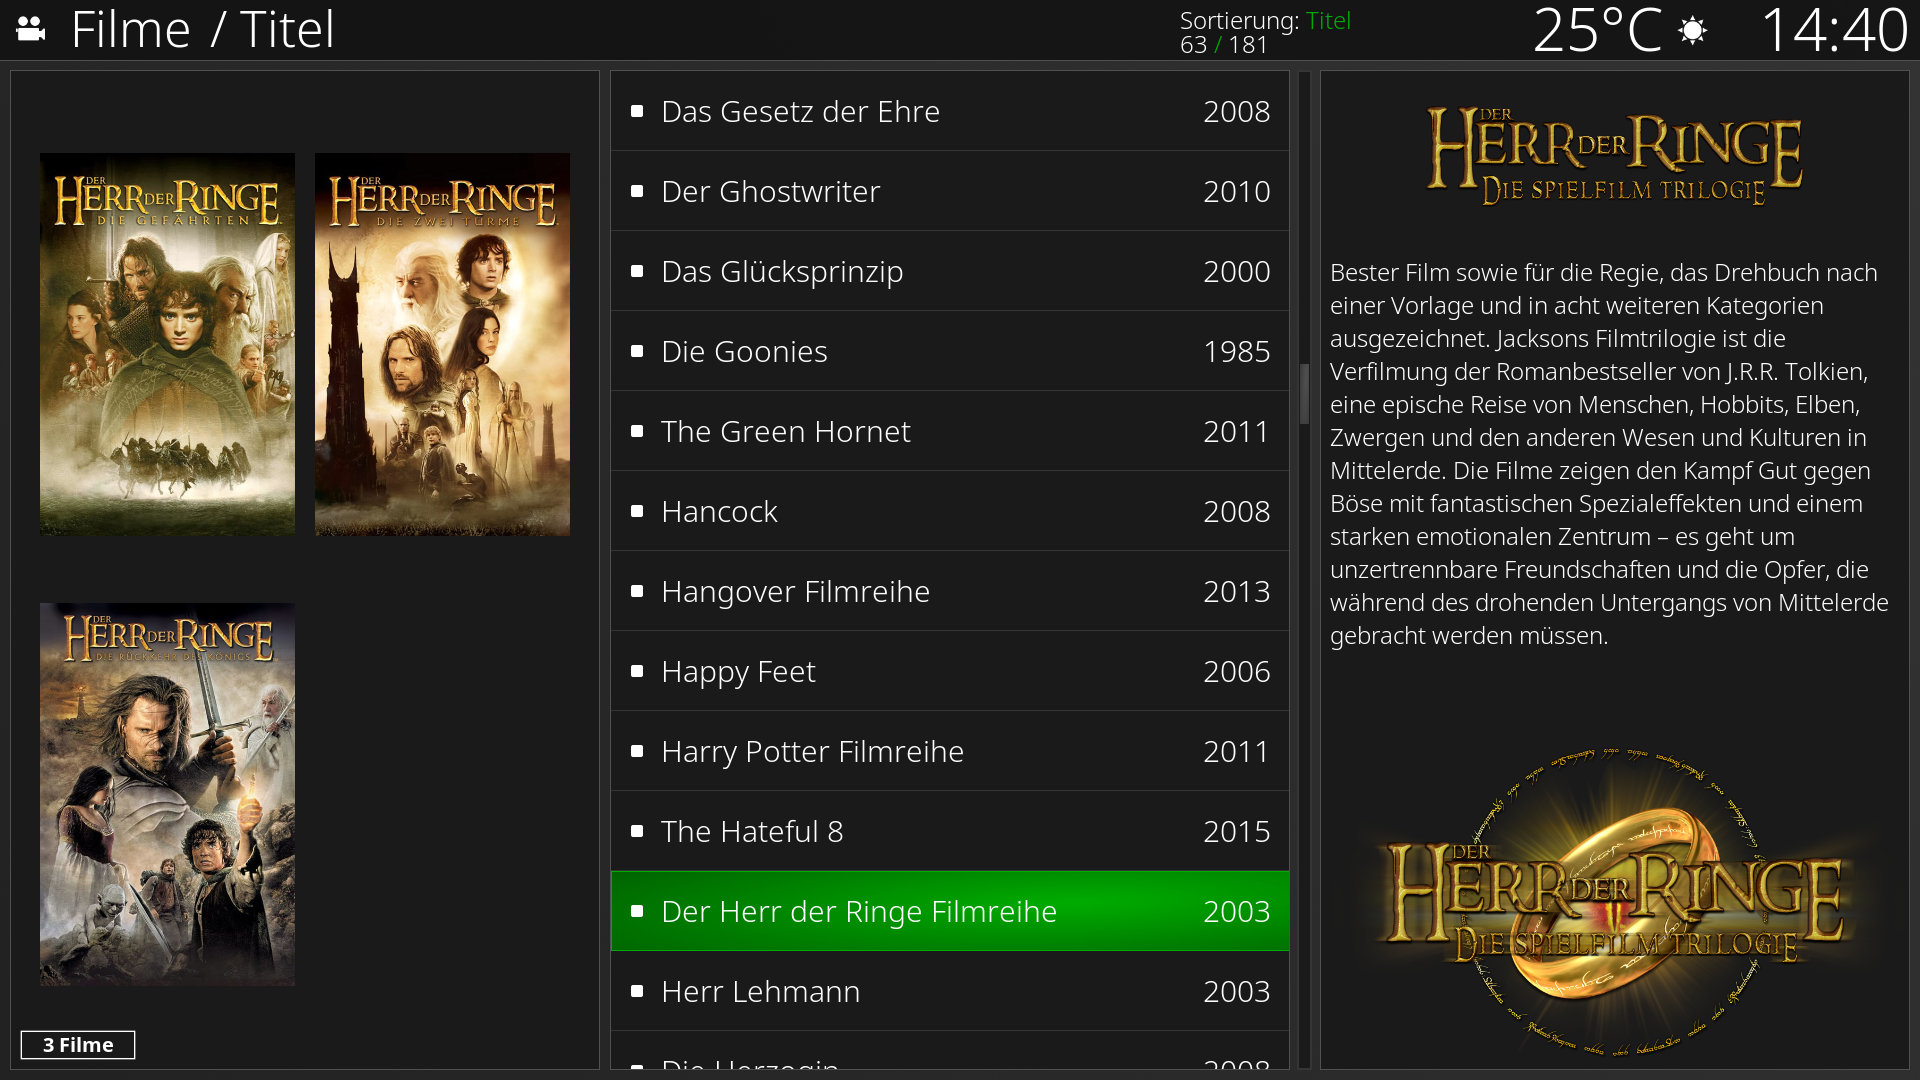 Filme / Titel
Sortierung: Titel
63 / 181
25°C
14:40
DER
HERR DER RINGE
DIE GEFÄHRTEN
DER
HERR DER RINGE
DIE ZWEI TÜRME
DER
HERR DER RINGE
DIE RÜCKKEHR DES KÖNIGS
3 Filme
Das Gesetz der Ehre 2008
Der Ghostwriter 2010
Das Glücksprinzip 2000
Die Goonies 1985
The Green Hornet 2011
Hancock 2008
Hangover Filmreihe 2013
Happy Feet 2006
Harry Potter Filmreihe 2011
The Hateful 8 2015
Der Herr der Ringe Filmreihe 2003
Herr Lehmann 2003
Die Herzogin 2008
DER
HERR DER RINGE
DIE SPIELFILM TRILOGIE
Bester Film sowie für die Regie, das Drehbuch nach
einer Vorlage und in acht weiteren Kategorien
ausgezeichnet. Jacksons Filmtrilogie ist die
Verfilmung der Romanbestseller von J.R.R. Tolkien,
eine epische Reise von Menschen, Hobbits, Elben,
Zwergen und den anderen Wesen und Kulturen in
Mittelerde. Die Filme zeigen den Kampf Gut gegen
Böse mit fantastischen Spezialeffekten und einem
starken emotionalen Zentrum – es geht um
unzertrennbare Freundschaften und die Opfer, die
während des drohenden Untergangs von Mittelerde
gebracht werden müssen.
DER
HERR DER RINGE
DIE SPIELFILM TRILOGIE